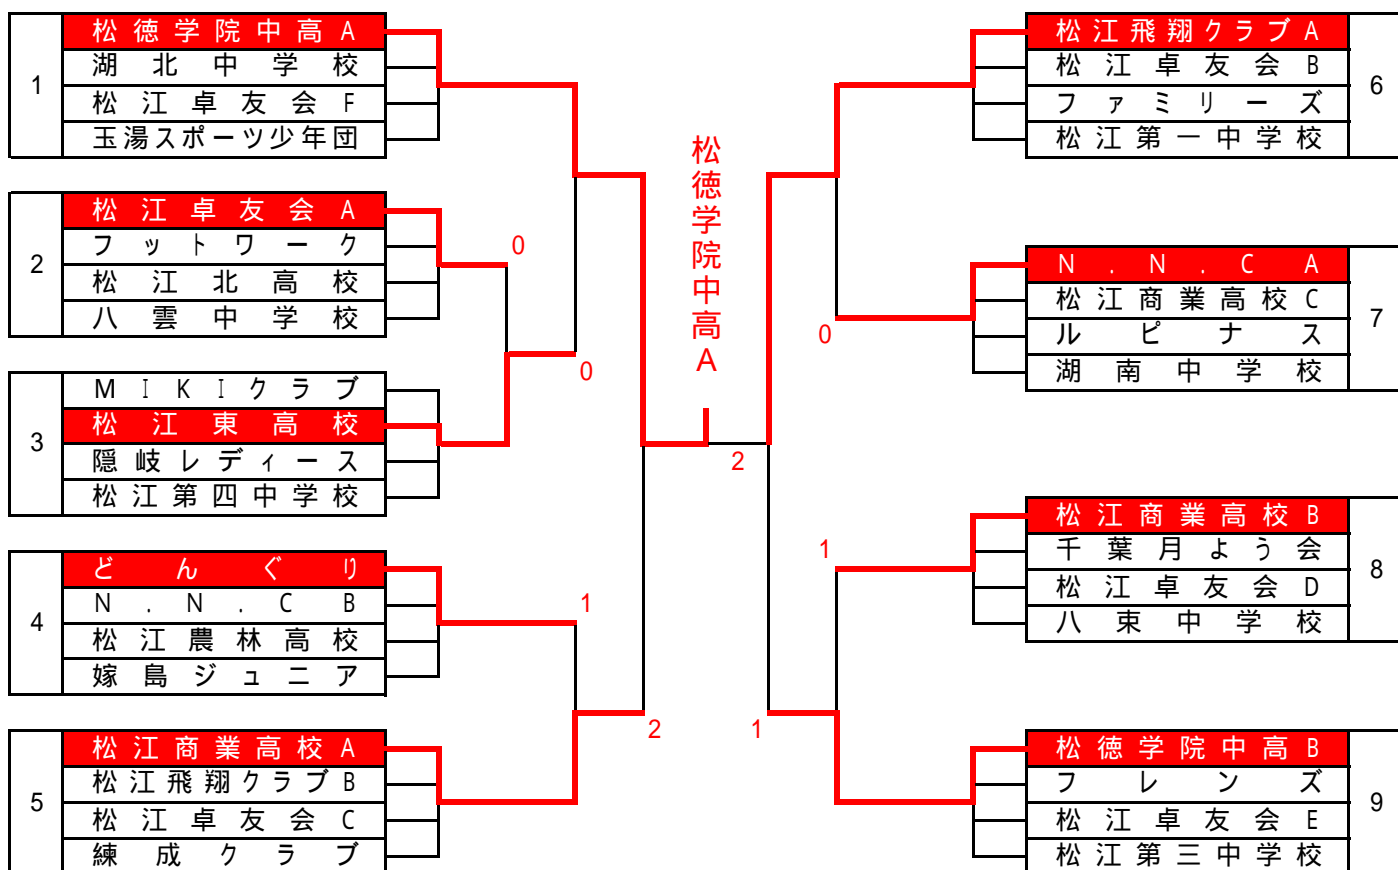 1
松徳学院中高A
湖北中学校
松江卓友会F
玉湯スポーツ少年団
2
松江卓友会A
フットワーク
松江北高校
八雲中学校
3
MIKIクラブ
松江東高校
隠岐レディース
松江第四中学校
4
どんぐり
N.N.CB
松江農林高校
嫁島ジュニア
5
松江商業高校A
松江飛翔クラブB
松江卓友会C
練成クラブ
0
0
1
2
松徳学院中高A
2
0
1
1
松江飛翔クラブA
松江卓友会B
ファミリーズ
松江第一中学校
6
N.N.CA
松江商業高校C
ルピナス
湖南中学校
7
松江商業高校B
千葉月よう会
松江卓友会D
八束中学校
8
松徳学院中高B
フレンズ
松江卓友会E
松江第三中学校
9